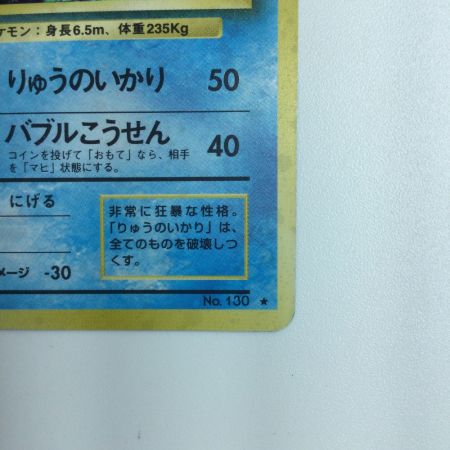 ケモン：身長6.5m、体重235Kg
りゅうのいかり 50
バブルこうせん 40
コインを投げて「おもて」なら、相手
を「マヒ」状態にする。
にげる
メージ -30
非常に狂暴な性格。
「りゅうのいかり」は、
全てのものを破壊しつ
くす。
No. 130 ★